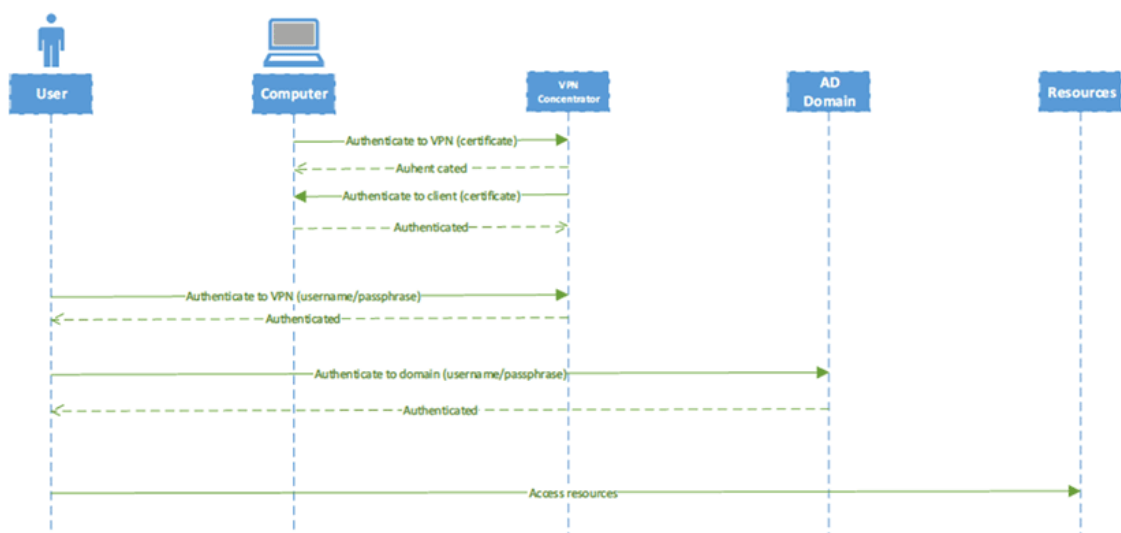 User
Computer
VPN
Concentrator
AD
Domain
Resources
Authenticate to VPN (certificate)
Auhent cated
Authenticate to client (certificate)
Authenticated
Authenticate to VPN (username/passphrase)
Authenticated
Authenticate to domain (username/passphrase)
Authenticated
Access resources